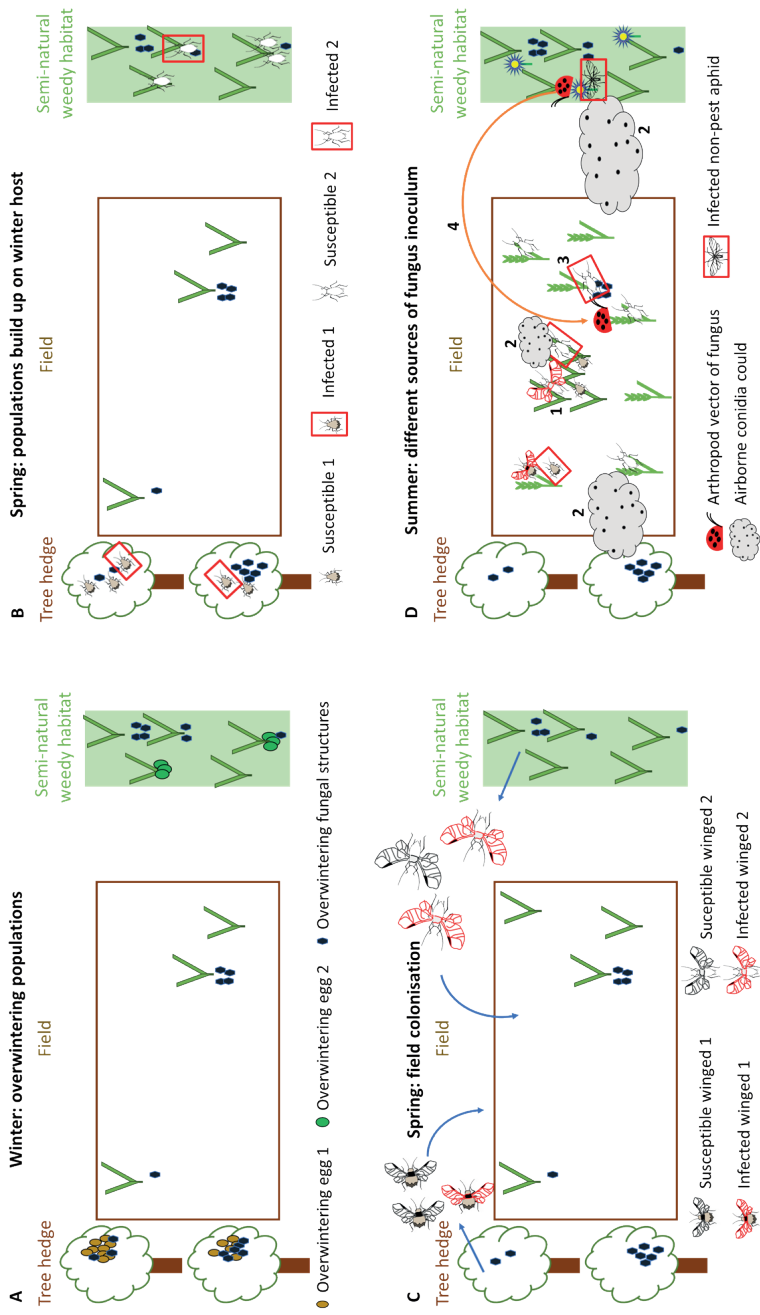 A
Winter: overwintering populations
Tree hedge
Field
Semi-natural
weedy habitat
Overwintering egg 1
Overwintering egg 2
Overwintering fungal structures
B
Spring: populations build up on winter host
Tree hedge
Field
Semi-natural
weedy habitat
Susceptible 1
Infected 1
Susceptible 2
Infected 2
C
Spring: field colonisation
Tree hedge
Field
Semi-natural
weedy habitat
Susceptible winged 1
Suceptible winged 2
Infected winged 1
Infected winged 2
D
Summer: different sources of fungus inoculum
Tree hedge
Field
Semi-natural
weedy habitat
1
2
2
2
3
4
Arthropod vector of fungus
Infected non-pest aphid
Airborne conidia could